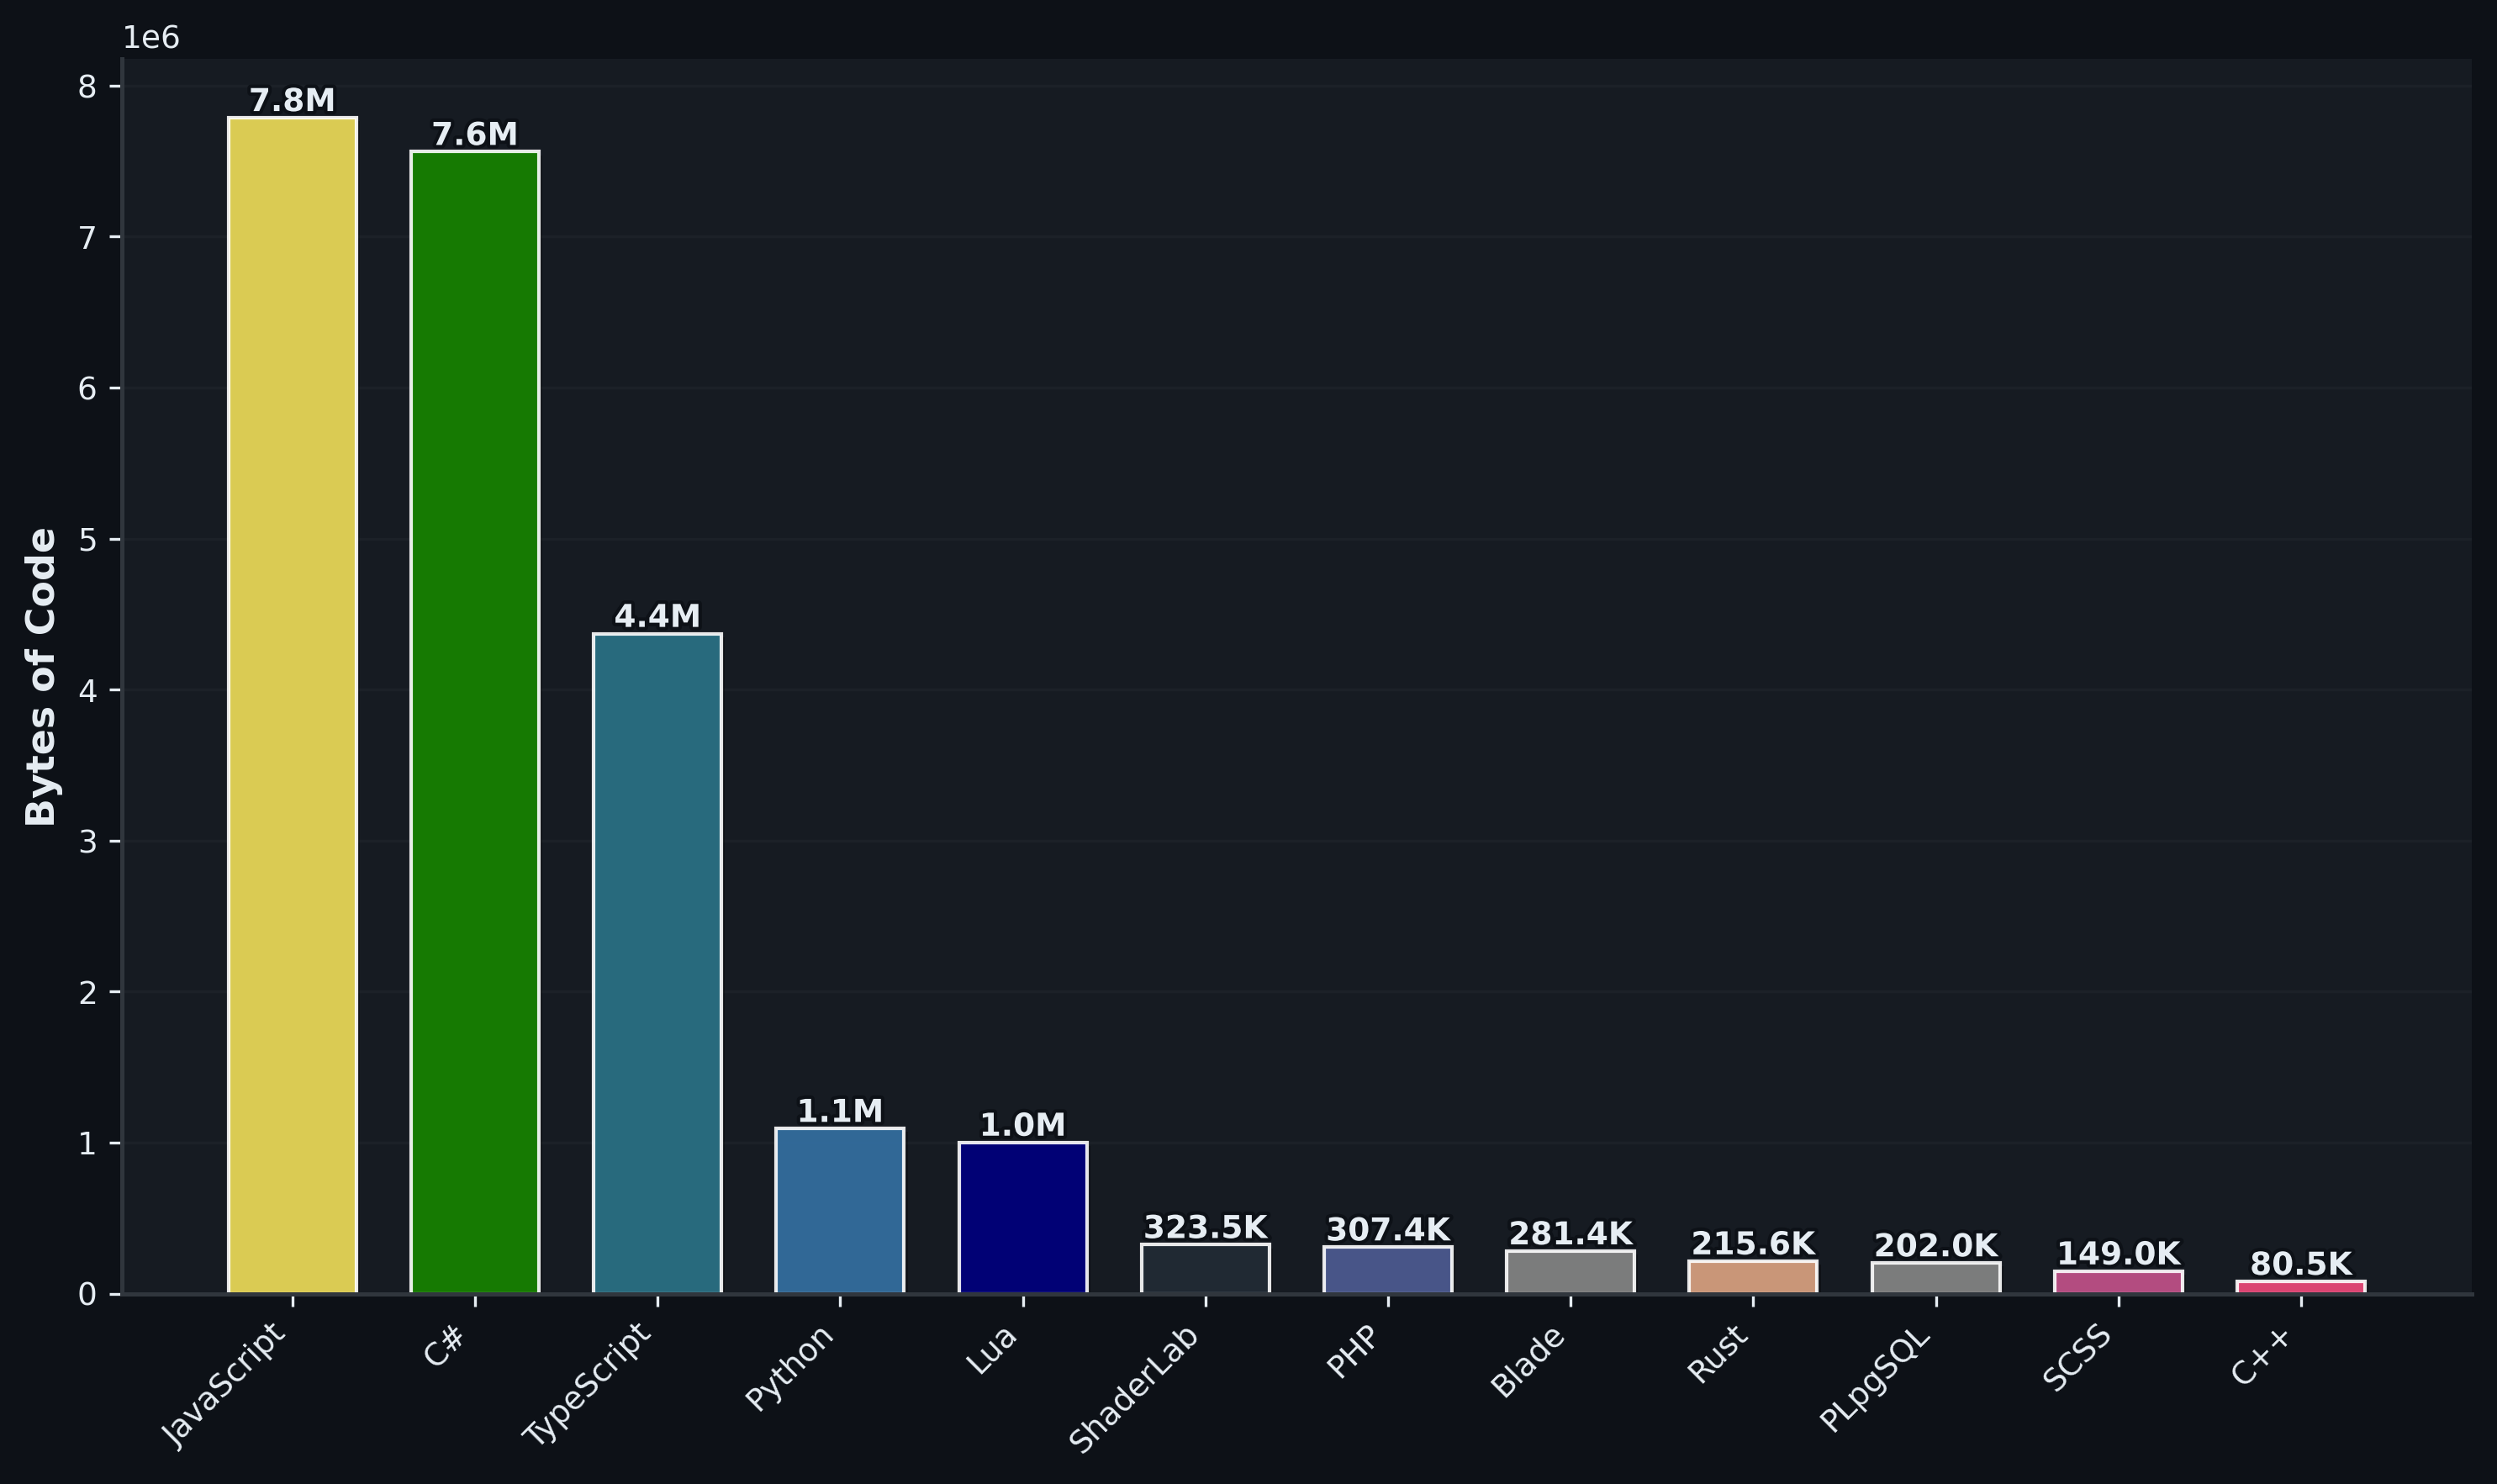 1e6
8
7
6
5
4
3
2
1
0
Bytes of Code
7.8M
7.6M
4.4M
1.1M
1.0M
323.5K
307.4K
281.4K
215.6K
202.0K
149.0K
80.5K
JavaScript
C#
TypeScript
Python
Lua
ShaderLab
PHP
Blade
Rust
PLpgSQL
SCSS
C++